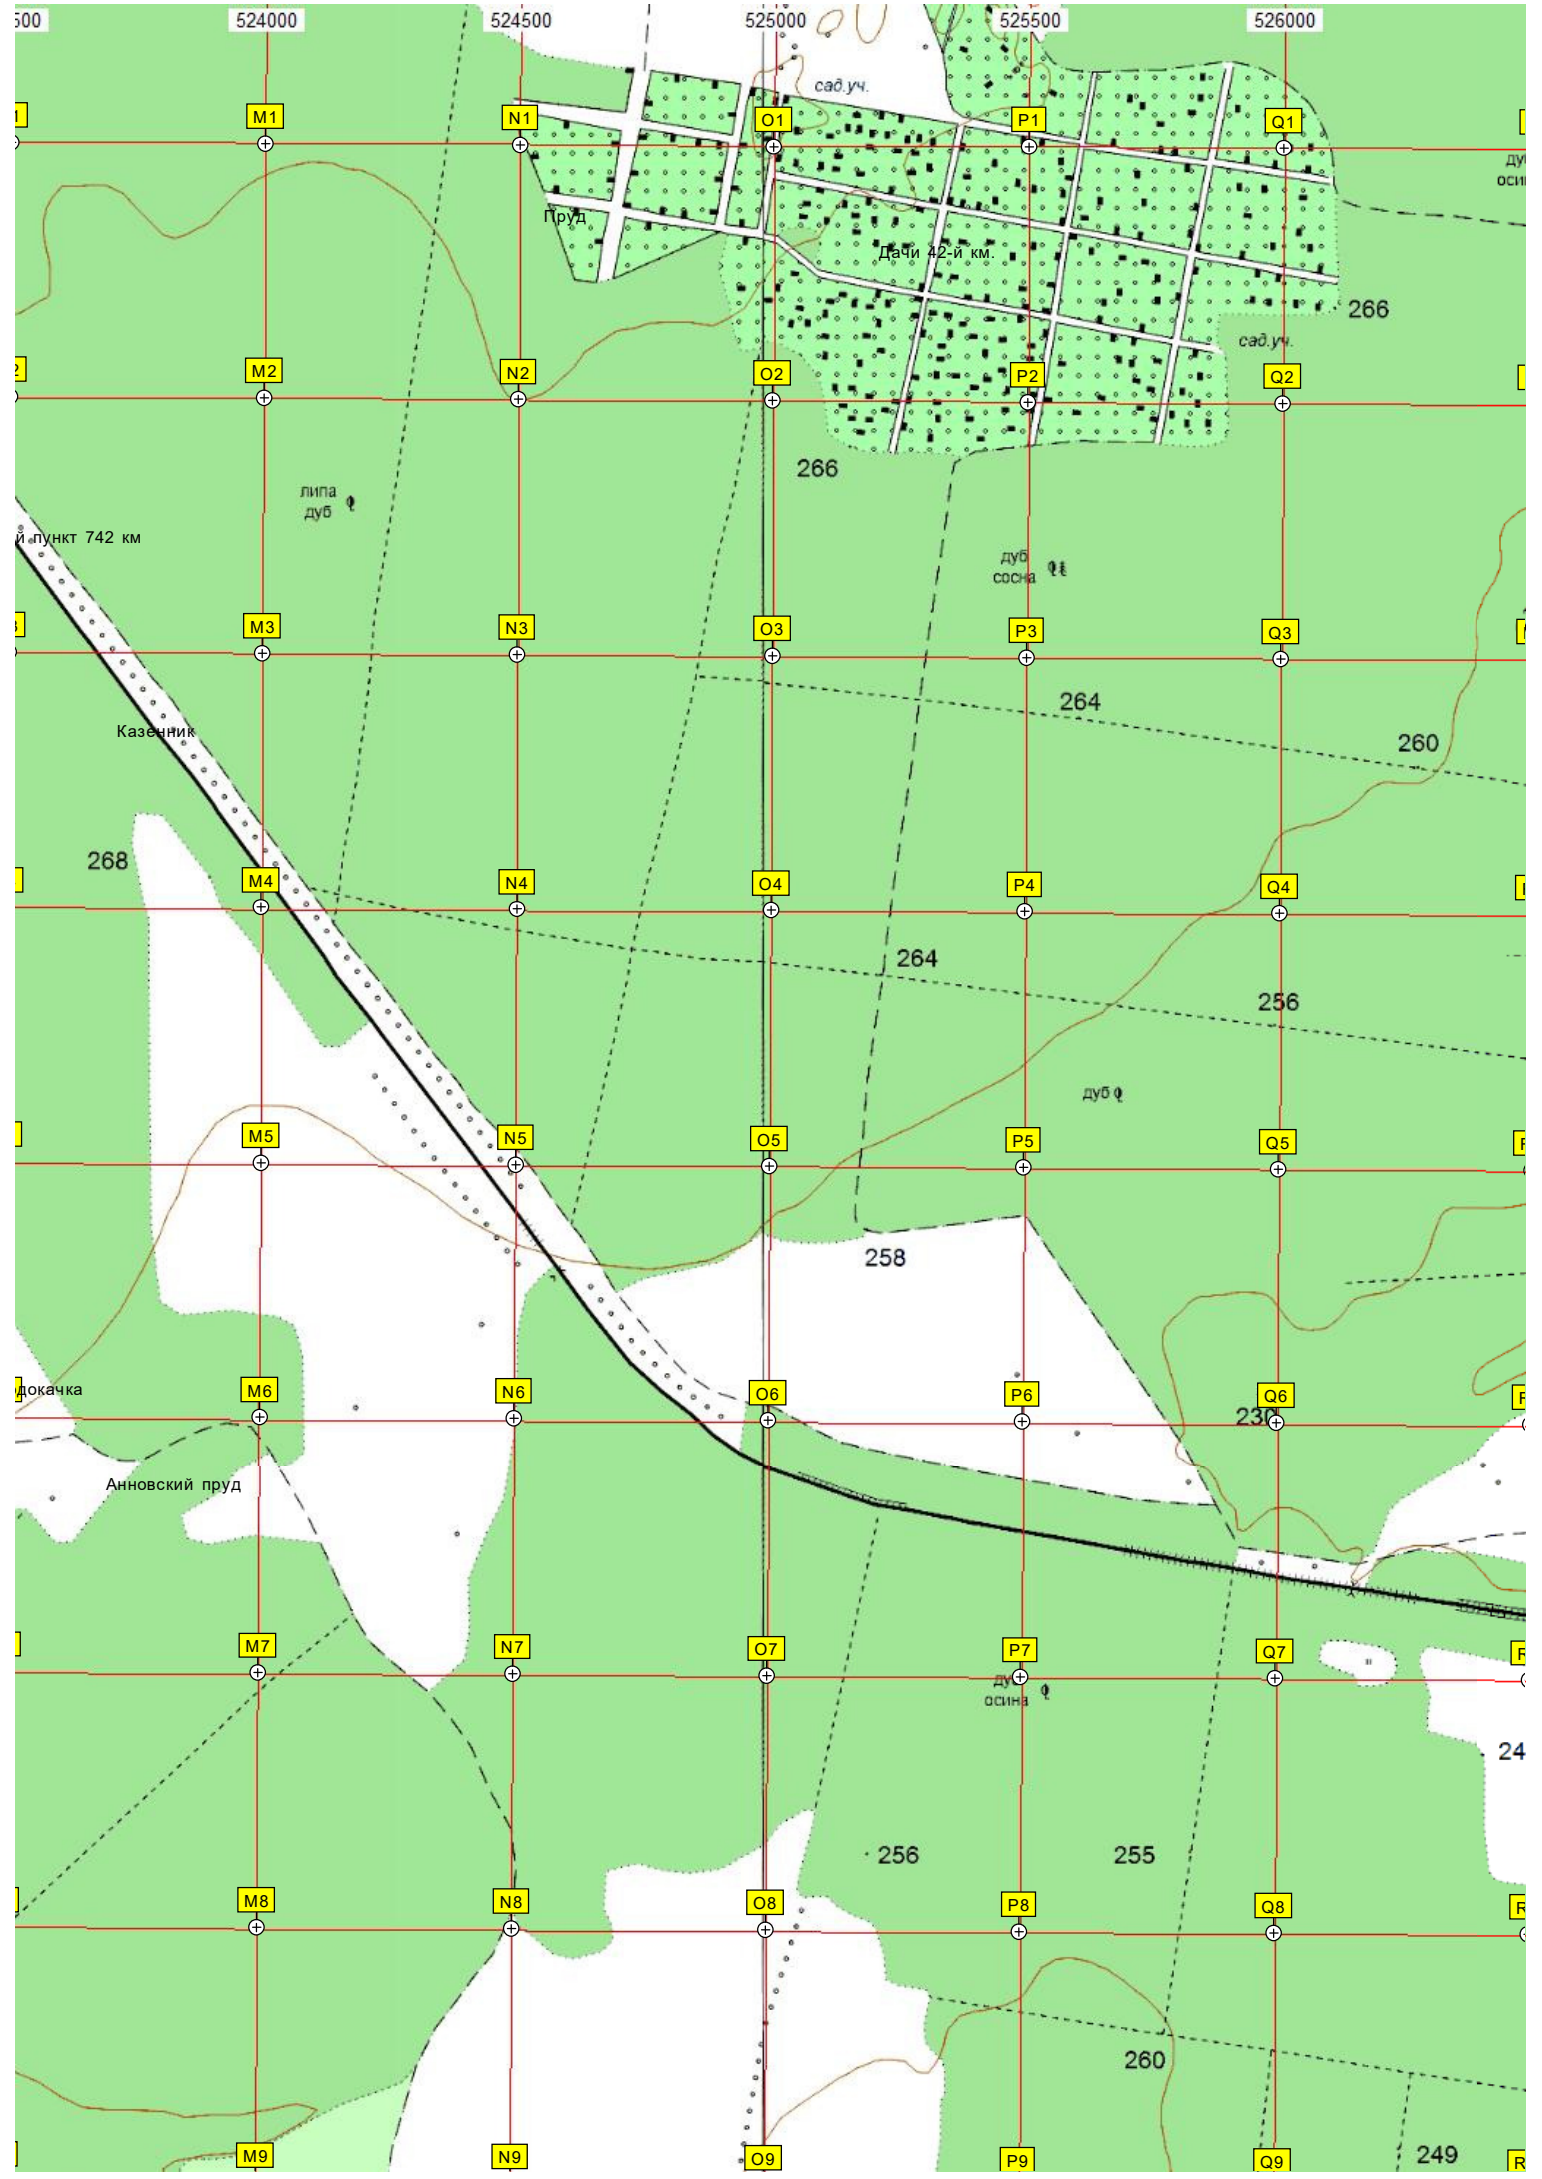 524000 524500 525000 525500 526000
сад.уч.
M1 N1 O1 P1 Q1
Пруд
Дачи 42-й км.
266
сад.уч.
M2 N2 O2 P2 Q2
266
липа
дуб
й пункт 742 км
дуб
сосна
M3 N3 O3 P3 Q3
264
Казённик
260
268
M4 N4 O4 P4 Q4
264
256
дуб
M5 N5 O5 P5 Q5
258
докачка
M6 N6 O6 P6 Q6
230
Анновский пруд
M7 N7 O7 P7 Q7
осина
24
256 255
M8 N8 O8 P8 Q8
260
249
M9 N9 O9 P9 Q9